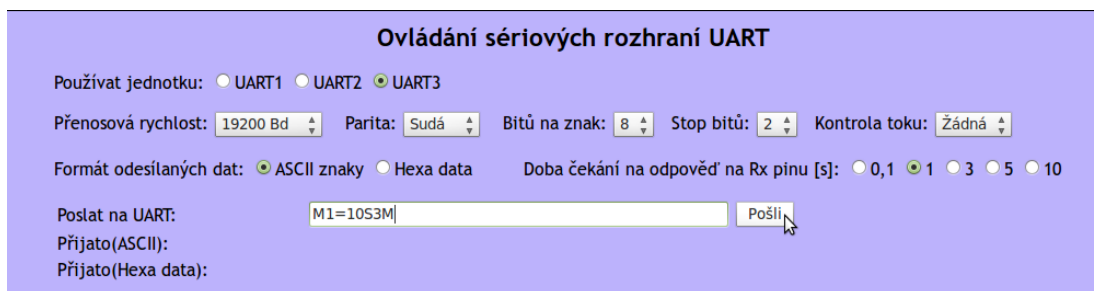 Ovládání sériových rozhraní UART
Používat jednotku: UART1 UART2 UART3
Přenosová rychlost: 19200 Bd Parita: Sudá Bitů na znak: 8 Stop bitů: 2 Kontrola toku: Žádná
Formát odesílaných dat: ASCII znaky Hexa data Doba čekání na odpověď na Rx pinu [s]: 0,1 1 3 5 10
Poslat na UART: M1=10S3M Pošli
Přijato(ASCII):
Přijato(Hexa data):